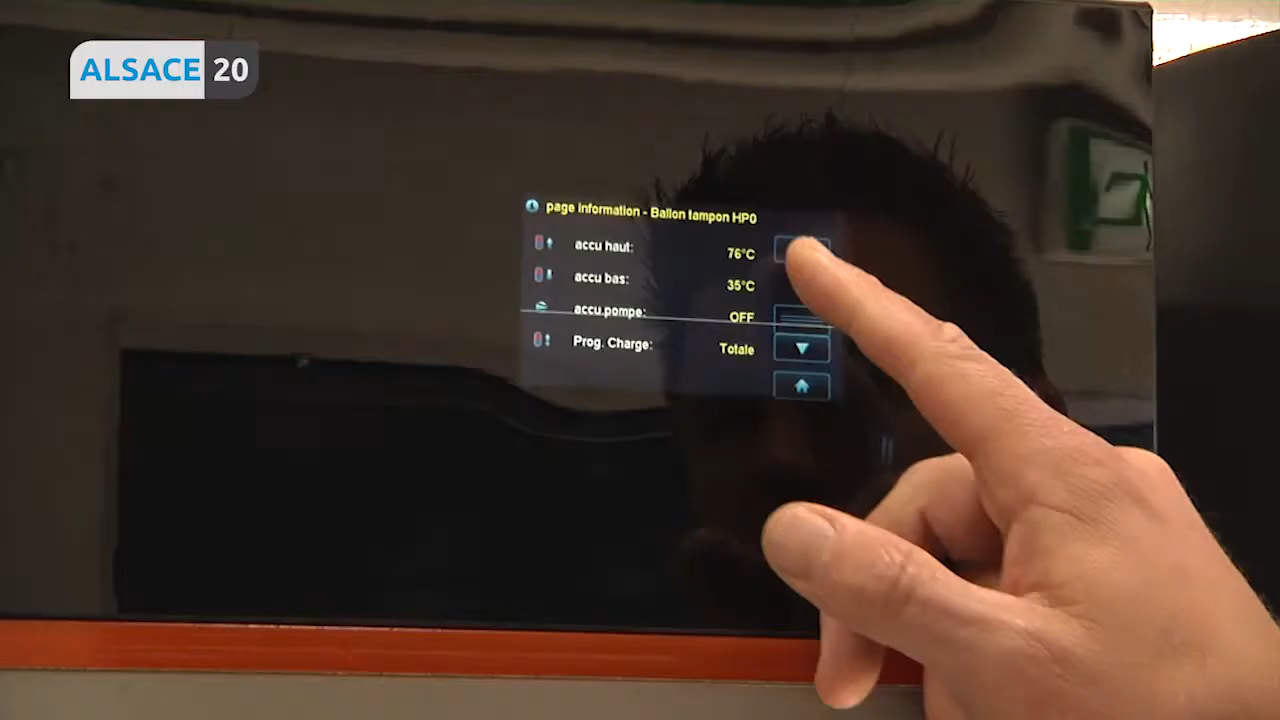 ALSACE 20
page information - Ballon tampon HP0
accu haut: 76°C
accu bas: 35°C
accu.pompe: OFF
Prog. Charge: Totale